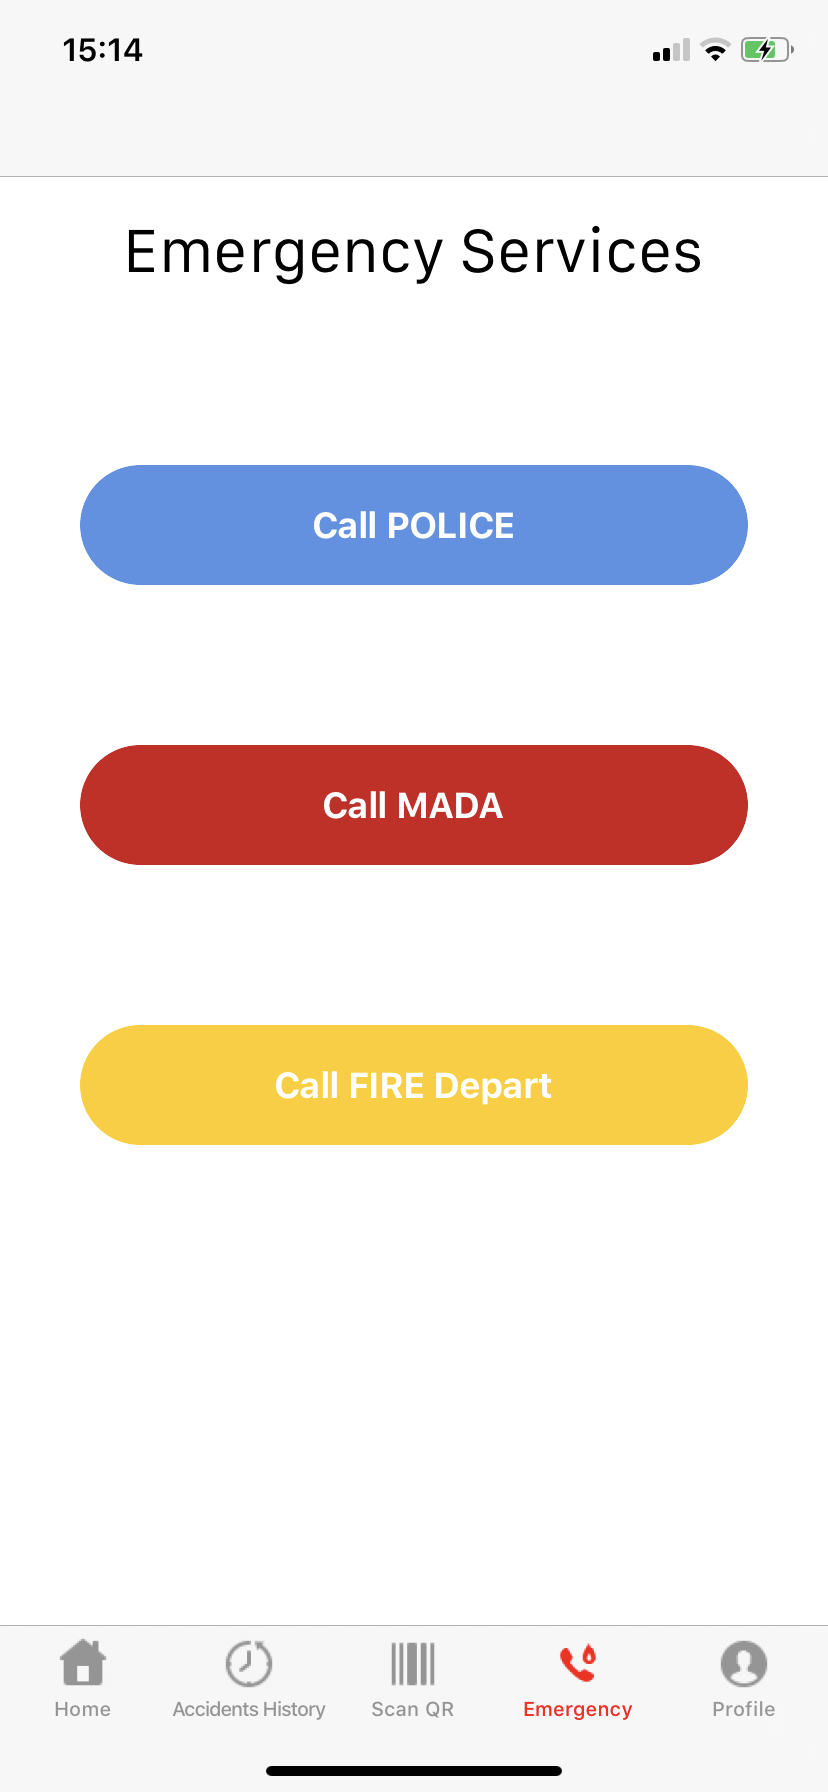 15:14
Emergency Services
Call POLICE
Call MADA
Call FIRE Depart
Home
Accidents History
Scan QR
Emergency
Profile